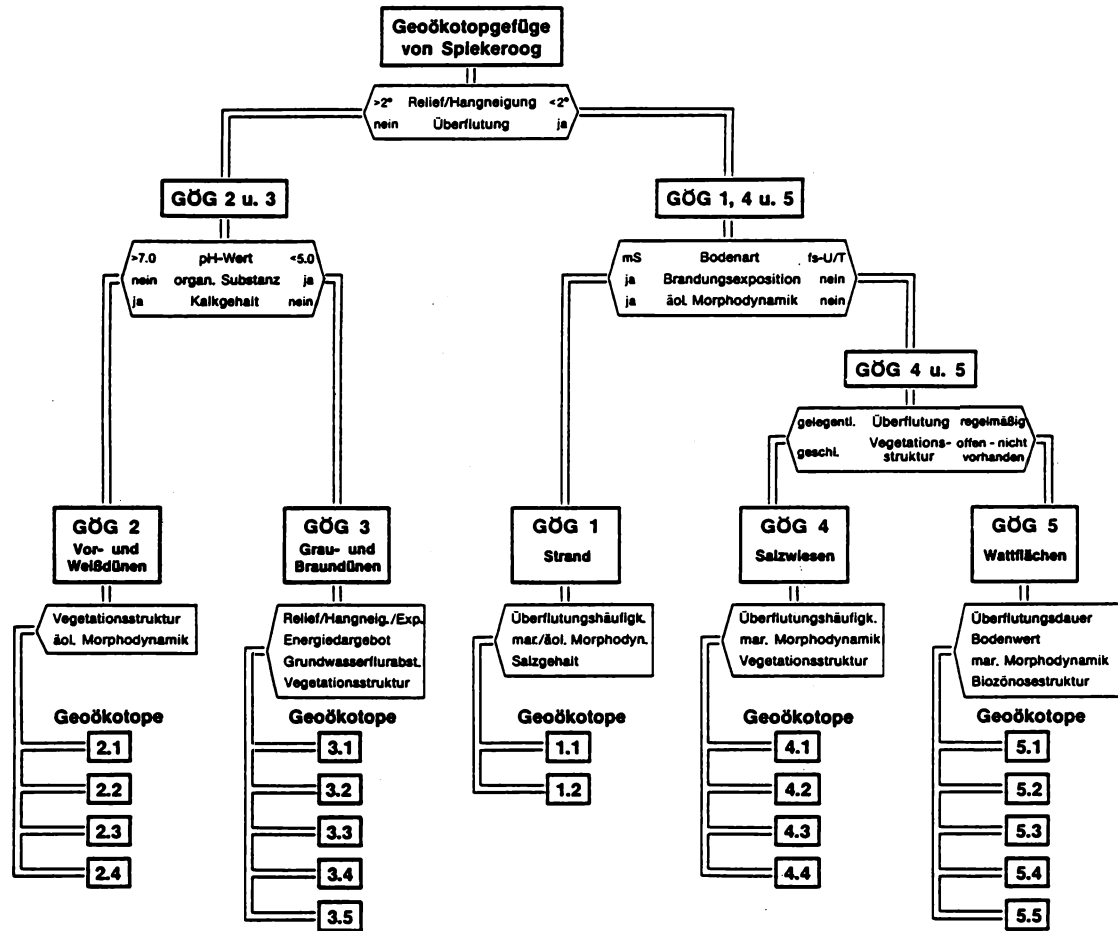 Geoökotopgefüge
von Spiekeroog
>2° Relief/Hangneigung <2°
nein Überflutung ja
GÖG 2 u. 3
GÖG 1, 4 u. 5
>7.0 pH-Wert <5.0
nein organ. Substanz ja
ja Kalkgehalt nein
mS Bodenart fs-U/T
ja Brandungsexposition nein
ja äol. Morphodynamik nein
GÖG 4 u. 5
gelegentl. Überflutung regelmäßig
geschl. Vegetations- offen - nicht
struktur vorhanden
GÖG 2
Vor- und
Weißdünen
GÖG 3
Grau- und
Braundünen
GÖG 1
Strand
GÖG 4
Salzwiesen
GÖG 5
Wattflächen
Vegetationsstruktur
äol. Morphodynamik
Relief/Hangneig./Exp.
Energiedargebot
Grundwasserflurabst.
Vegetationsstruktur
Überflutungshäufigk.
mar./äol. Morphodyn.
Salzgehalt
Überflutungshäufigk.
mar. Morphodynamik
Vegetationsstruktur
Überflutungsdauer
Bodenwert
mar. Morphodynamik
Biozönosestruktur
Geoökotope
2.1
2.2
2.3
2.4
Geoökotope
3.1
3.2
3.3
3.4
3.5
Geoökotope
1.1
1.2
Geoökotope
4.1
4.2
4.3
4.4
Geoökotope
5.1
5.2
5.3
5.4
5.5